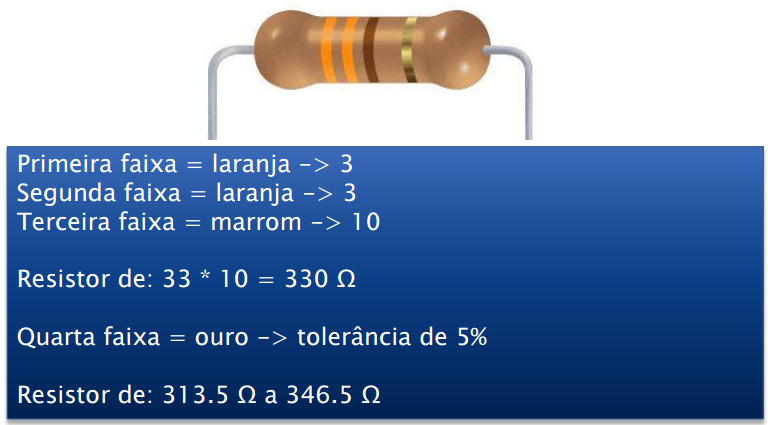 Primeira faixa = laranja -> 3
Segunda faixa = laranja -> 3
Terceira faixa = marrom -> 10
Resistor de: 33 * 10 = 330 Ω
Quarta faixa = ouro -> tolerância de 5%
Resistor de: 313.5 Ω a 346.5 Ω